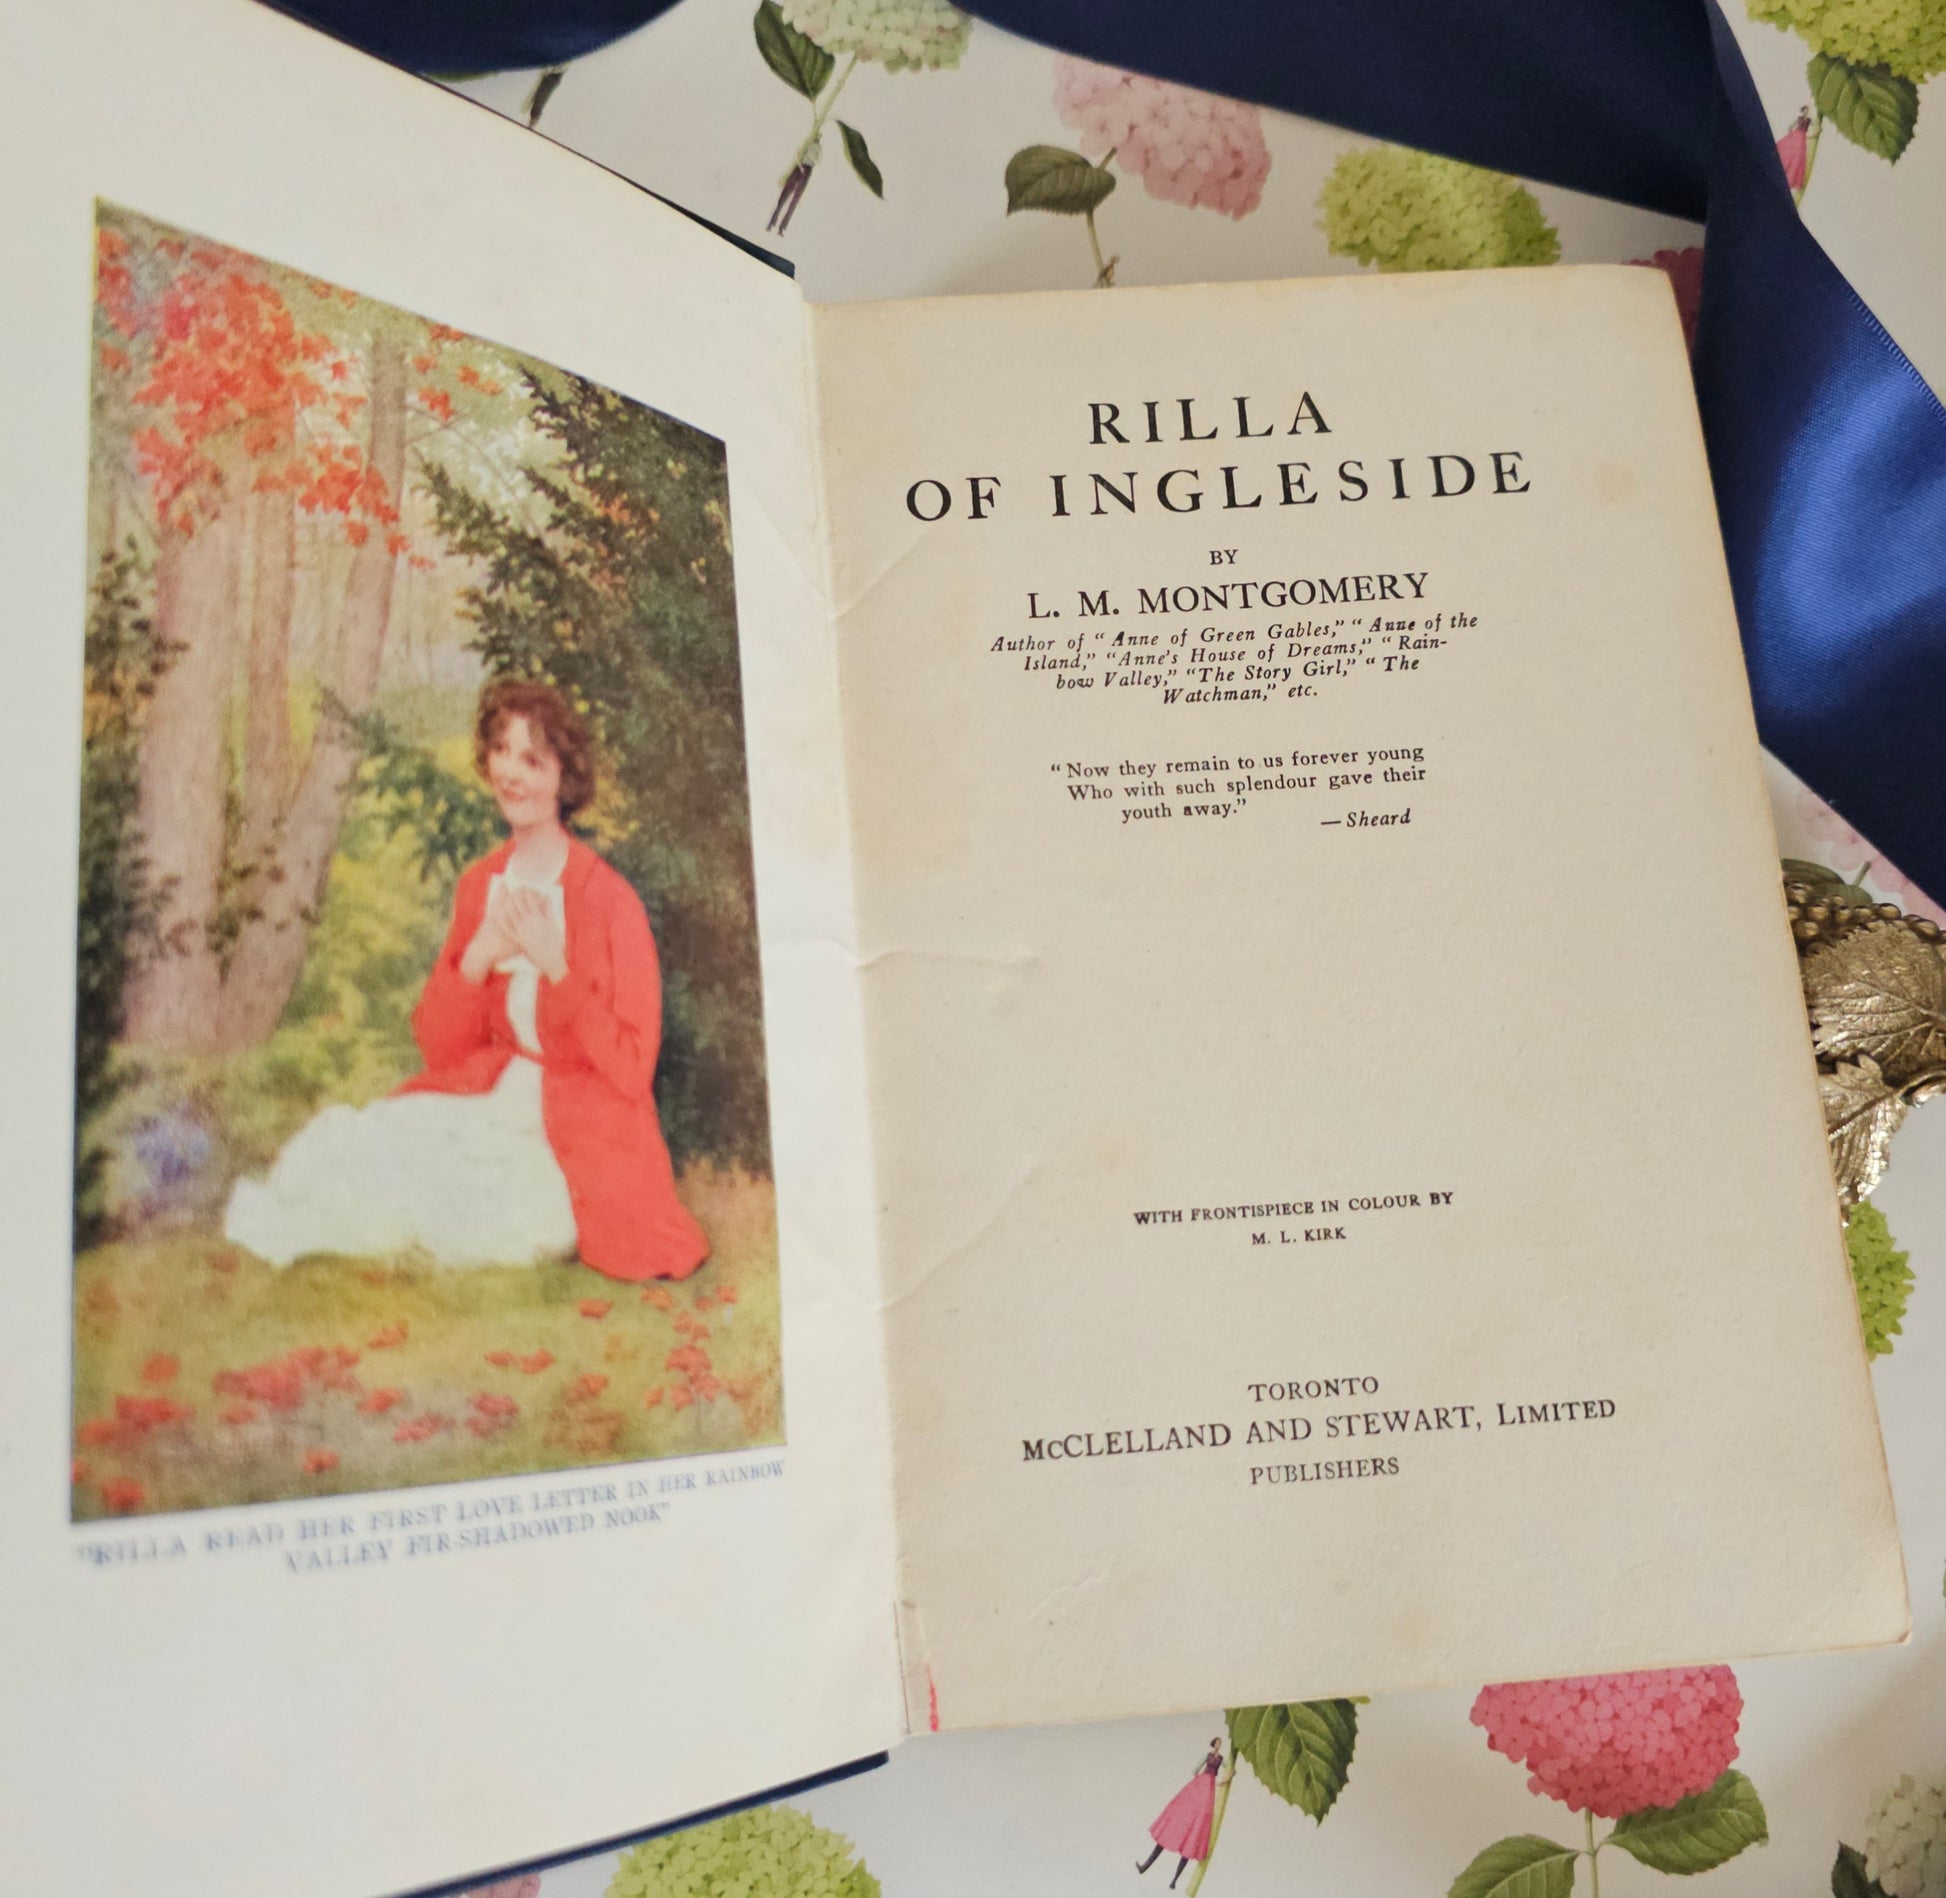 "RILLA READ HER FIRST LOVE LETTER IN HER RAINBOW
VALLEY FIR-SHADOWED NOOK"
RILLA
OF INGLESIDE
BY
L. M. MONTGOMERY
Author of "Anne of Green Gables," "Anne of the
Island," "Anne's House of Dreams," "Rain-
bow Valley," "The Story Girl," "The
Watchman," etc.
"Now they remain to us forever young
Who with such splendour gave their
youth away."
—Sheard
WITH FRONTISPIECE IN COLOUR BY
M. L. KIRK
TORONTO
McCLELLAND AND STEWART, LIMITED
PUBLISHERS